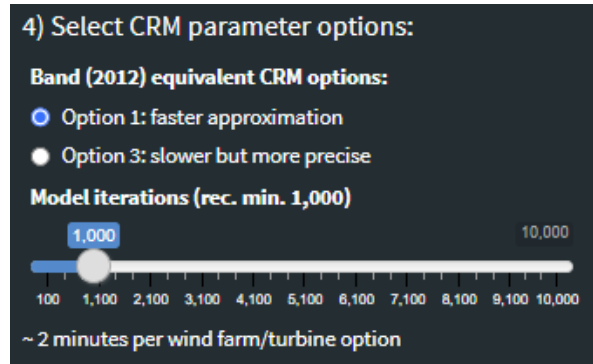 4) Select CRM parameter options:
Band (2012) equivalent CRM options:
Option 1: faster approximation
Option 3: slower but more precise
Model iterations (rec. min. 1,000)
1,000 10,000
100 1,100 2,100 3,100 4,100 5,100 6,100 7,100 8,100 9,100 10,000
~ 2 minutes per wind farm/turbine option